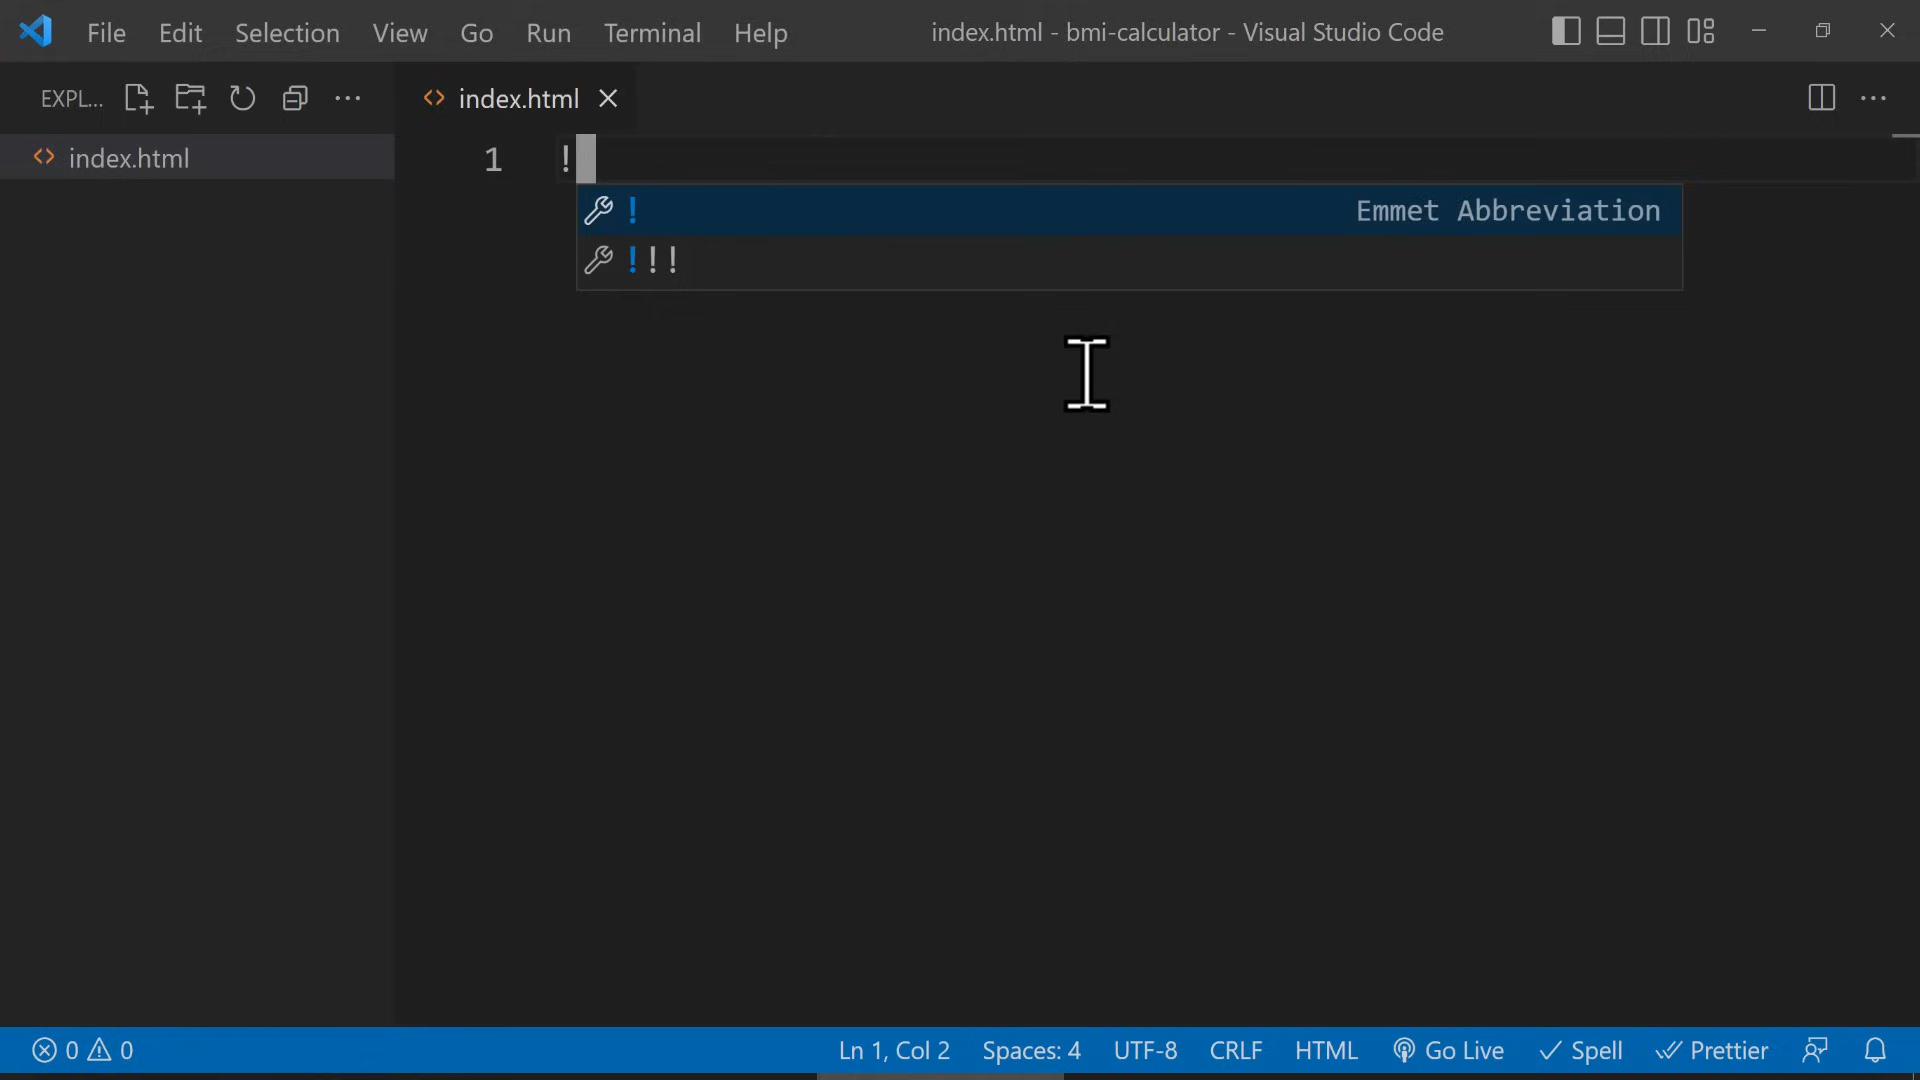 File Edit Selection View Go Run Terminal Help index.html - bmi-calculator - Visual Studio Code
EXPL... index.html
index.html
1 !
! Emmet Abbreviation
!!!
0 0 Ln 1, Col 2 Spaces: 4 UTF-8 CRLF HTML Go Live Spell Prettier